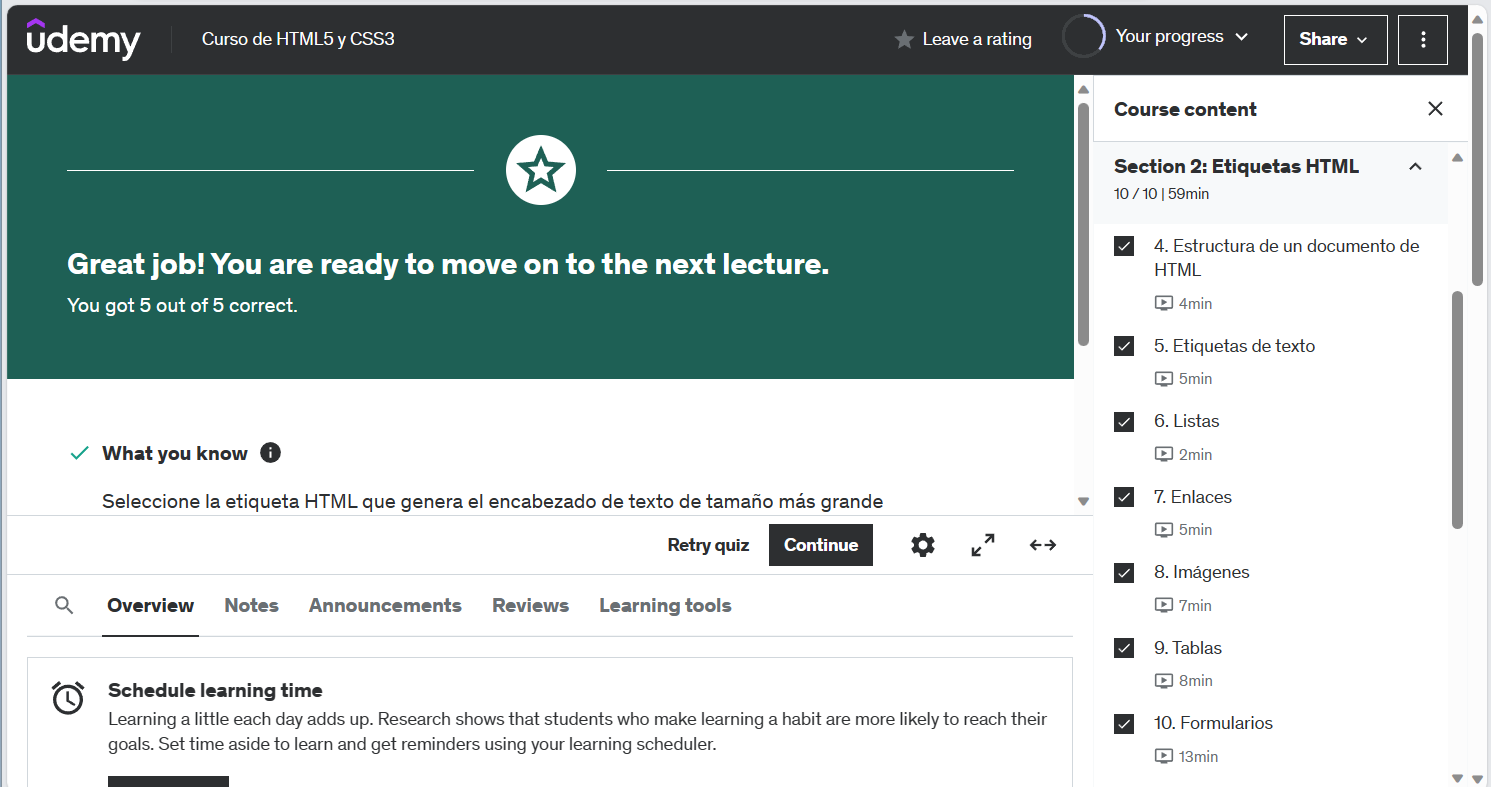 udemy
Curso de HTML5 y CSS3
Leave a rating
Your progress
Share
Great job! You are ready to move on to the next lecture.
You got 5 out of 5 correct.
What you know
Seleccione la etiqueta HTML que genera el encabezado de texto de tamaño más grande
Retry quiz
Continue
Overview
Notes
Announcements
Reviews
Learning tools
Schedule learning time
Learning a little each day adds up. Research shows that students who make learning a habit are more likely to reach their
goals. Set time aside to learn and get reminders using your learning scheduler.
Course content
Section 2: Etiquetas HTML
10 / 10 | 59min
4. Estructura de un documento de
HTML
4min
5. Etiquetas de texto
5min
6. Listas
2min
7. Enlaces
5min
8. Imágenes
7min
9. Tablas
8min
10. Formularios
13min